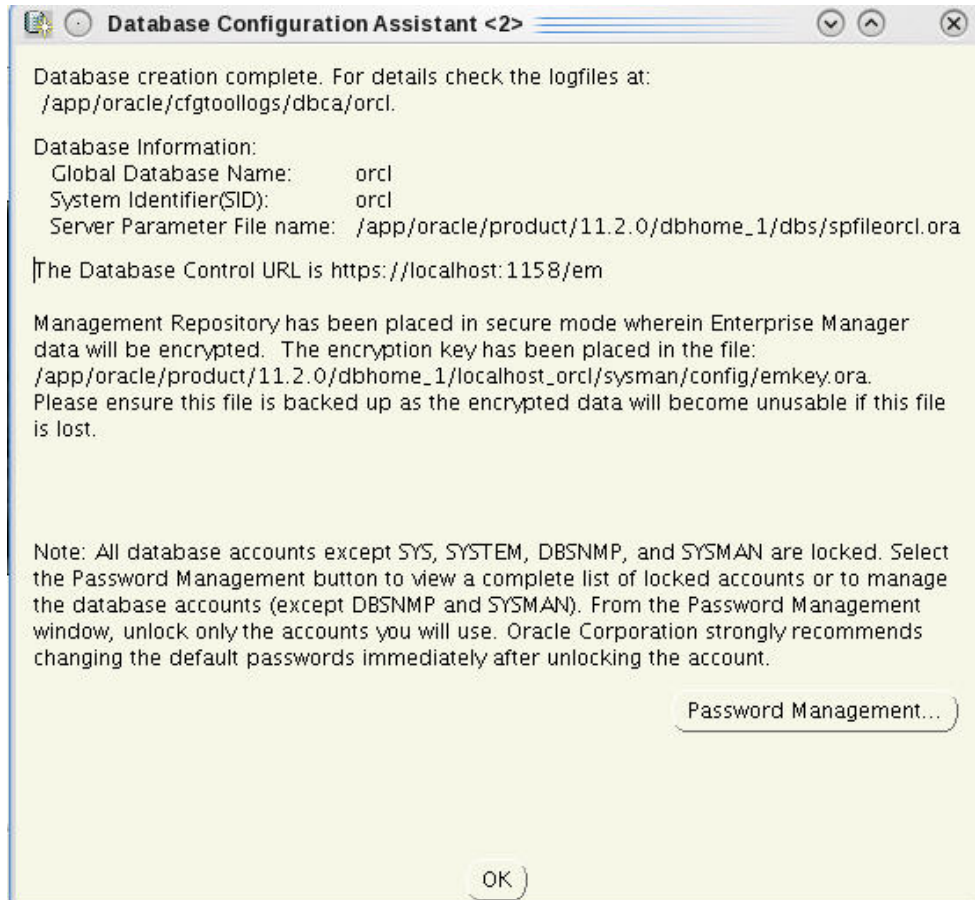 Database Configuration Assistant <2>
Database creation complete. For details check the logfiles at:
/app/oracle/cfgtoollogs/dbca/orcl.
Database Information:
Global Database Name: orcl
System Identifier(SID): orcl
Server Parameter File name: /app/oracle/product/11.2.0/dbhome_1/dbs/spfileorcl.ora
The Database Control URL is https://localhost:1158/em
Management Repository has been placed in secure mode wherein Enterprise Manager
data will be encrypted. The encryption key has been placed in the file:
/app/oracle/product/11.2.0/dbhome_1/localhost_orcl/sysman/config/emkey.ora.
Please ensure this file is backed up as the encrypted data will become unusable if this file
is lost.
Note: All database accounts except SYS, SYSTEM, DBSNMP, and SYSMAN are locked. Select
the Password Management button to view a complete list of locked accounts or to manage
the database accounts (except DBSNMP and SYSMAN). From the Password Management
window, unlock only the accounts you will use. Oracle Corporation strongly recommends
changing the default passwords immediately after unlocking the account.
Password Management...
OK